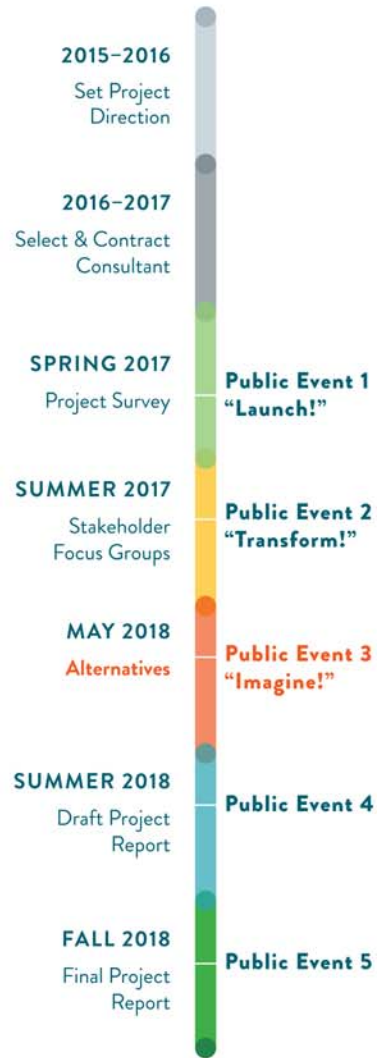 2015–2016
Set Project
Direction
2016–2017
Select & Contract
Consultant
SPRING 2017
Project Survey
Public Event 1
“Launch!”
SUMMER 2017
Stakeholder
Focus Groups
Public Event 2
“Transform!”
MAY 2018
Alternatives
Public Event 3
“Imagine!”
SUMMER 2018
Draft Project
Report
Public Event 4
FALL 2018
Final Project
Report
Public Event 5